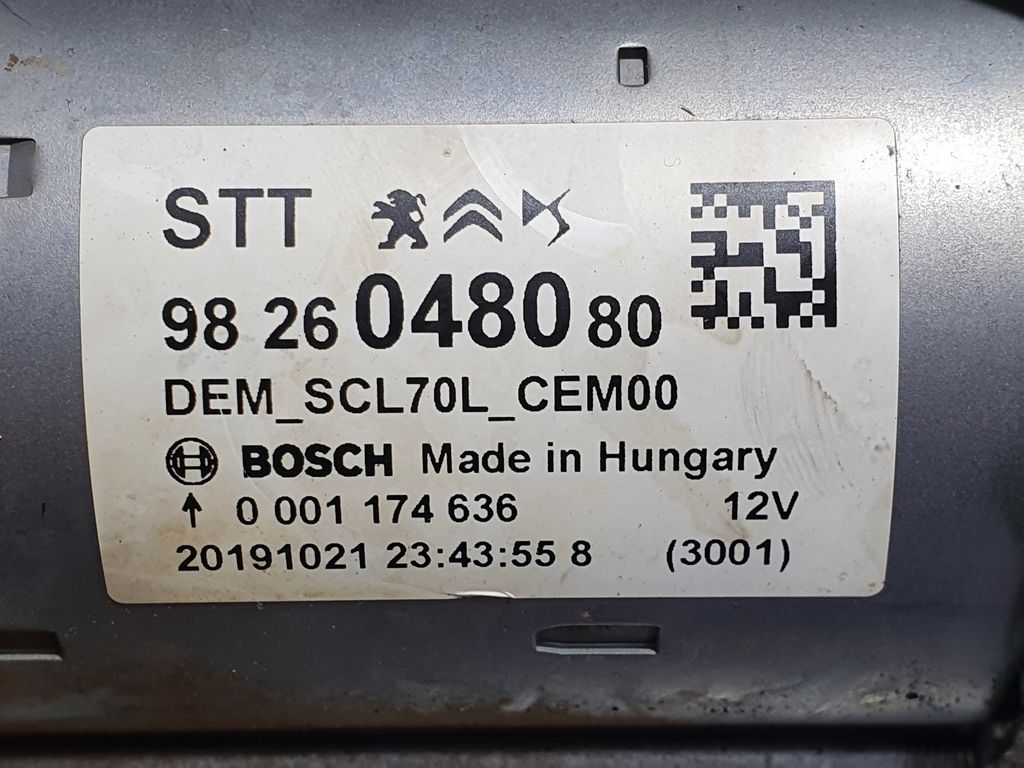 STT
98 26 0480 80
DEM_SCL70L_CEM00
BOSCH Made in Hungary
↑ 0 001 174 636 12V
20191021 23:43:55 8 (3001)